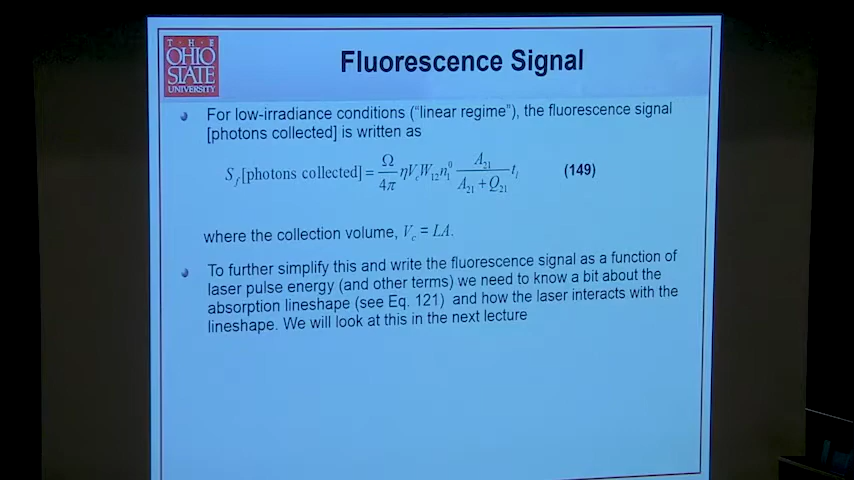 T · H · E
OHIO
STATE
UNIVERSITY
Fluorescence Signal
For low-irradiance conditions ("linear regime"), the fluorescence signal
[photons collected] is written as
S_f[photons collected] = Ω/4π ηV_cW_12n_1^0 A_21/(A_21+Q_21) t_l (149)
where the collection volume, V_c = LA.
To further simplify this and write the fluorescence signal as a function of
laser pulse energy (and other terms) we need to know a bit about the
absorption lineshape (see Eq. 121) and how the laser interacts with the
lineshape. We will look at this in the next lecture